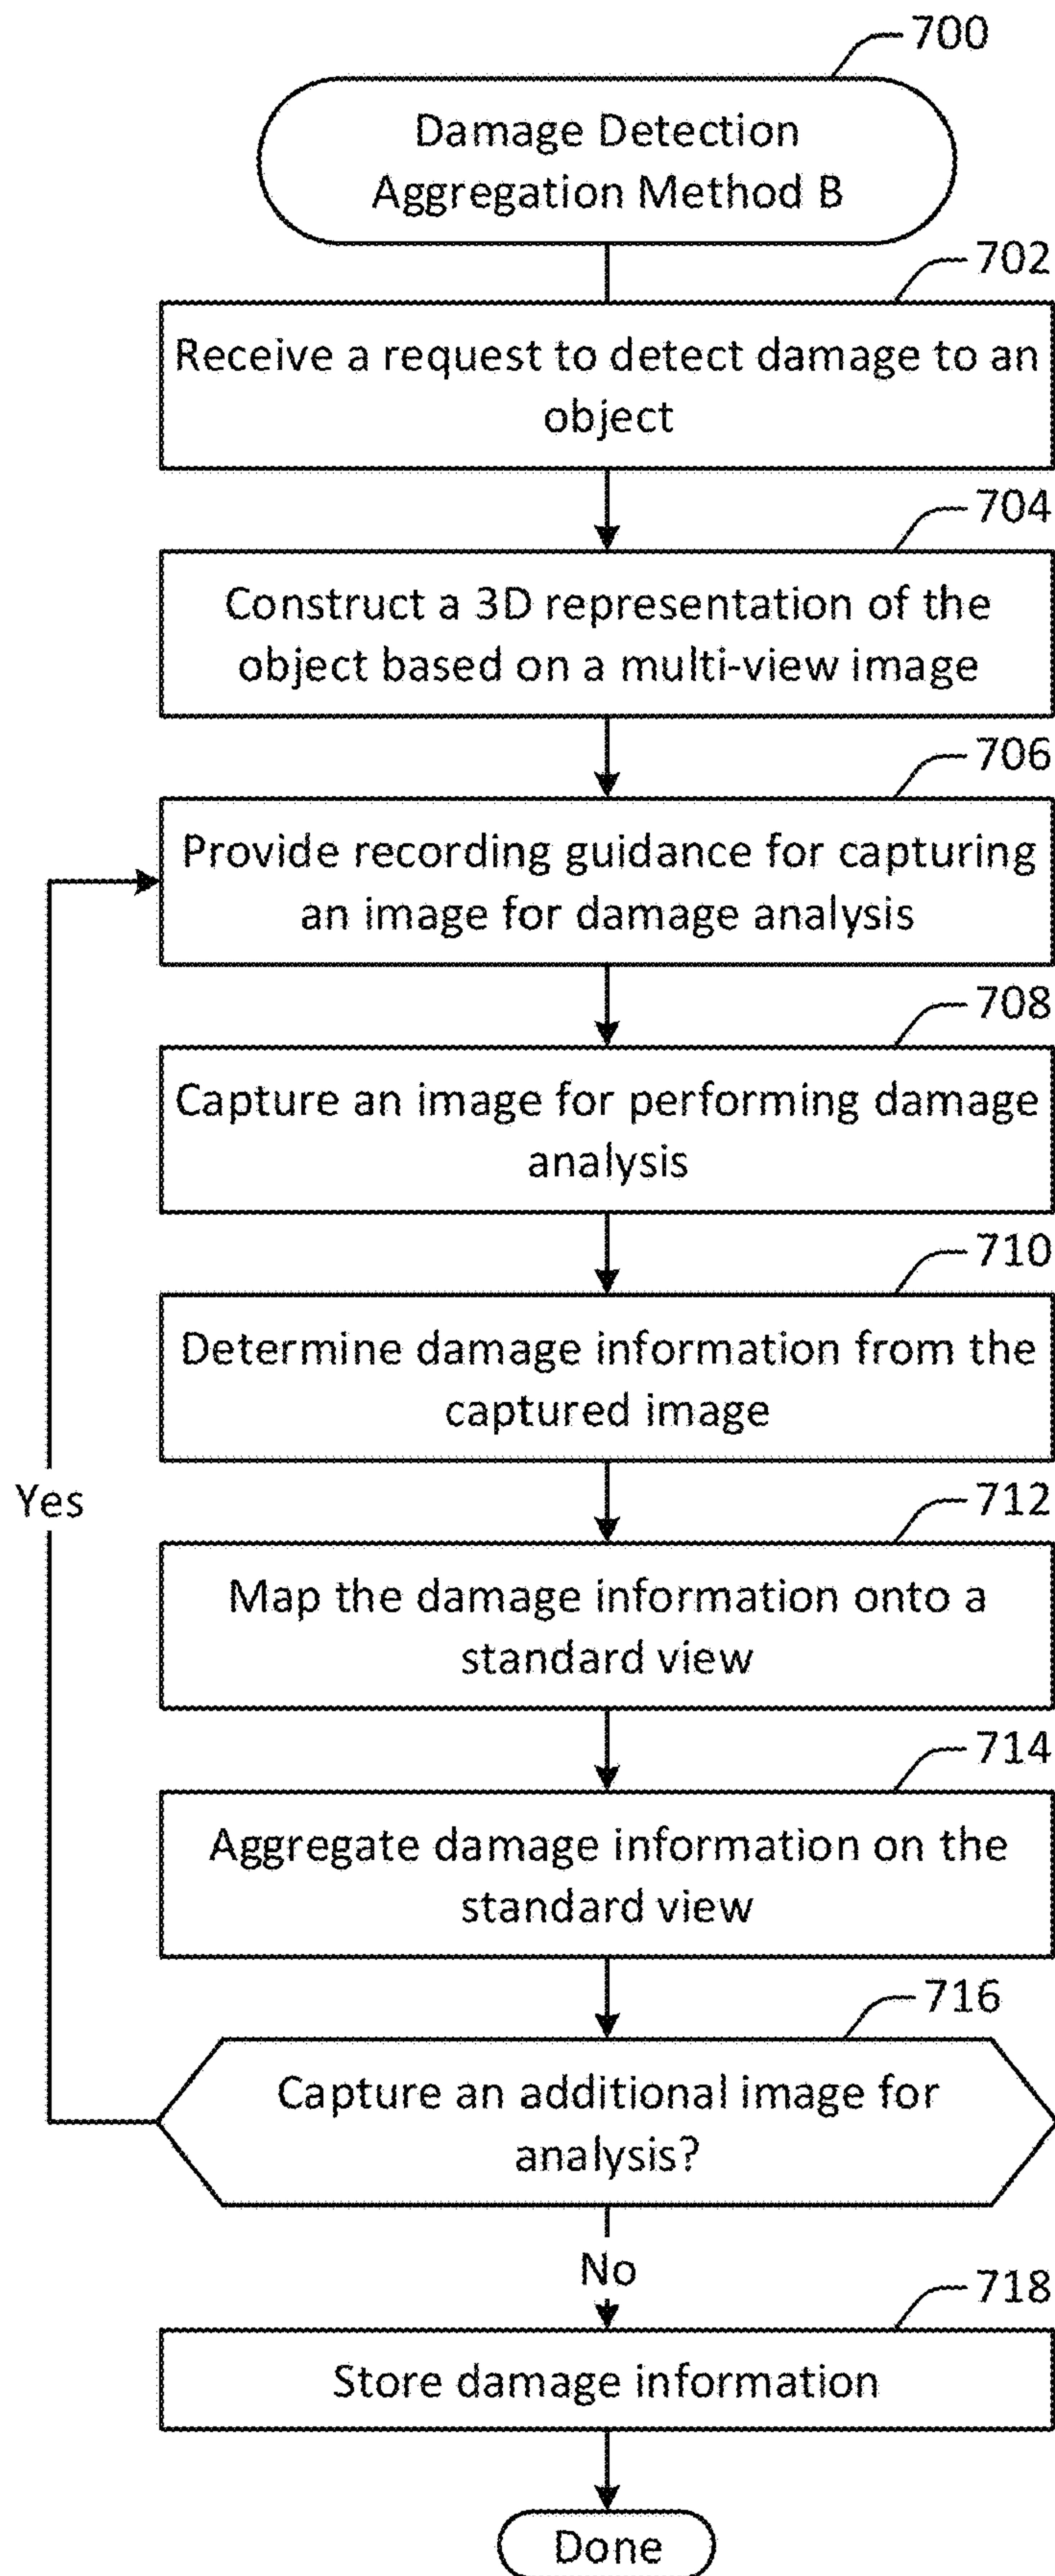 700
Damage Detection
Aggregation Method B
702
Receive a request to detect damage to an
object
704
Construct a 3D representation of the
object based on a multi-view image
706
Provide recording guidance for capturing
an image for damage analysis
708
Capture an image for performing damage
analysis
710
Determine damage information from the
captured image
Yes
712
Map the damage information onto a
standard view
714
Aggregate damage information on the
standard view
716
Capture an additional image for
analysis?
No
718
Store damage information
Done